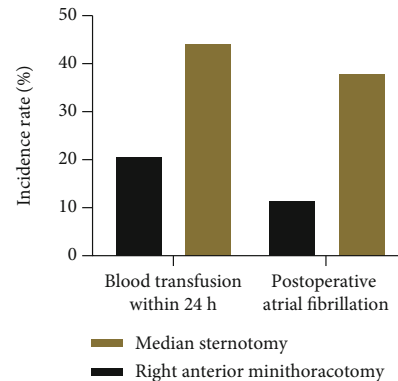 Incidence rate (%)
50
40
30
20
10
0
Blood transfusion
within 24 h
Postoperative
atrial fibrillation
Median sternotomy
Right anterior minithoracotomy